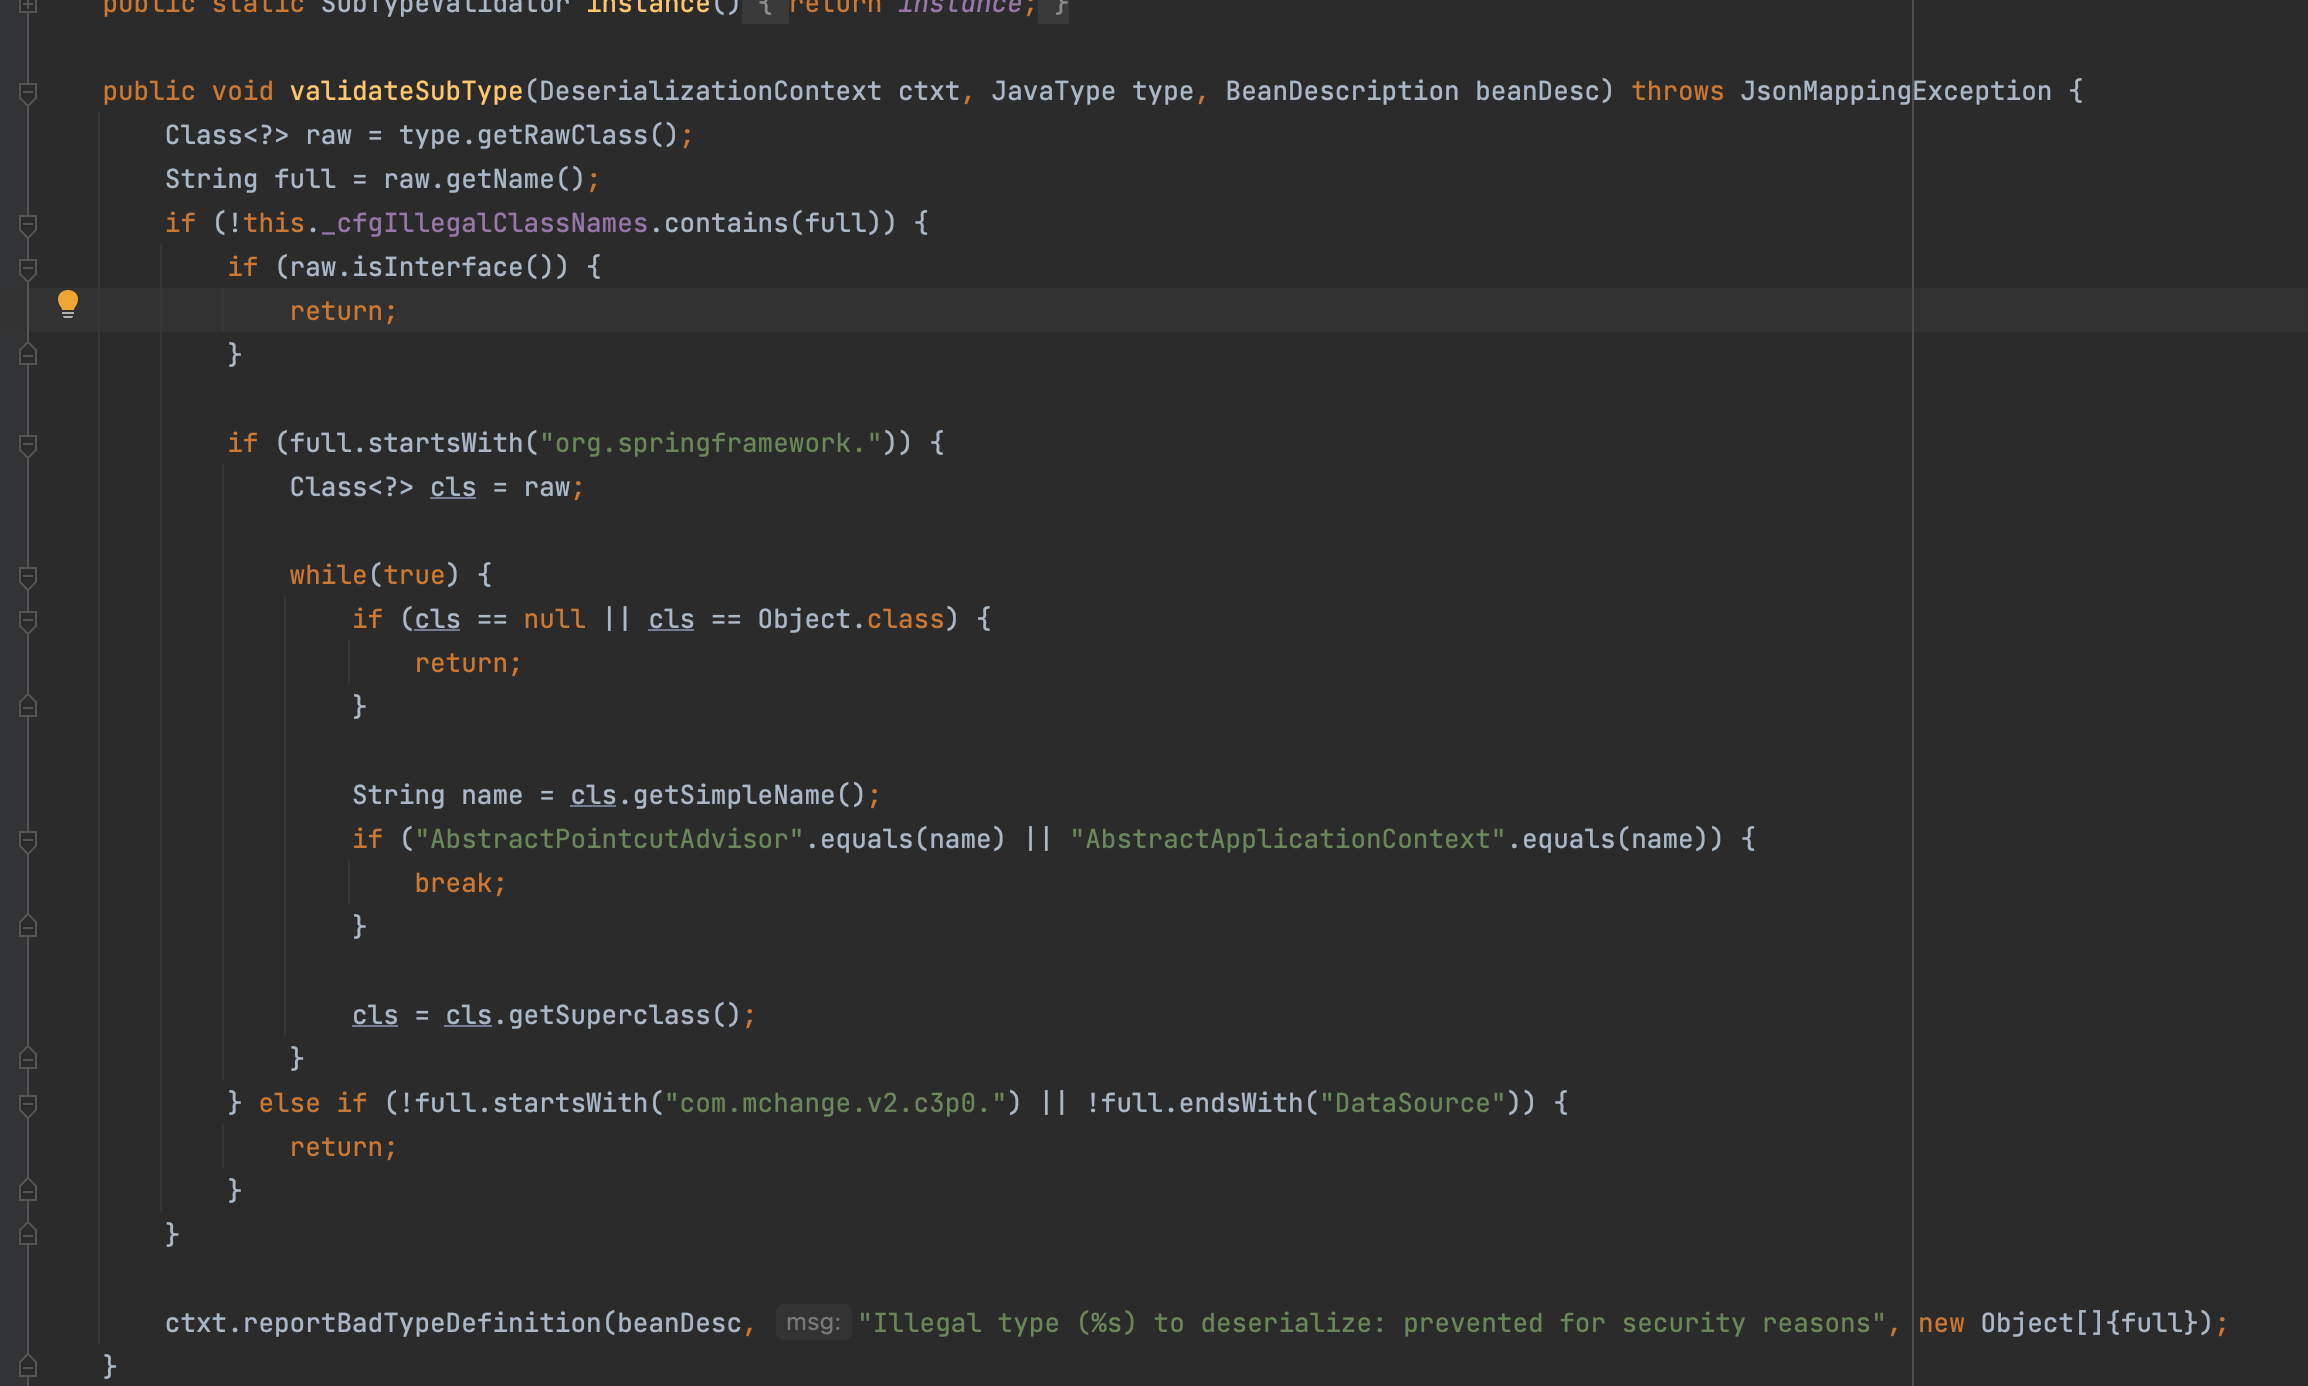 public static SubTypeValidator instance() { return instance; }
public void validateSubType(DeserializationContext ctxt, JavaType type, BeanDescription beanDesc) throws JsonMappingException {
Class<?> raw = type.getRawClass();
String full = raw.getName();
if (!this._cfgIllegalClassNames.contains(full)) {
if (raw.isInterface()) {
return;
}
if (full.startsWith("org.springframework.")) {
Class<?> cls = raw;
while(true) {
if (cls == null || cls == Object.class) {
return;
}
String name = cls.getSimpleName();
if ("AbstractPointcutAdvisor".equals(name) || "AbstractApplicationContext".equals(name)) {
break;
}
cls = cls.getSuperclass();
}
} else if (!full.startsWith("com.mchange.v2.c3p0.") || !full.endsWith("DataSource")) {
return;
}
}
ctxt.reportBadTypeDefinition(beanDesc, msg: "Illegal type (%s) to deserialize: prevented for security reasons", new Object[]{full});
}